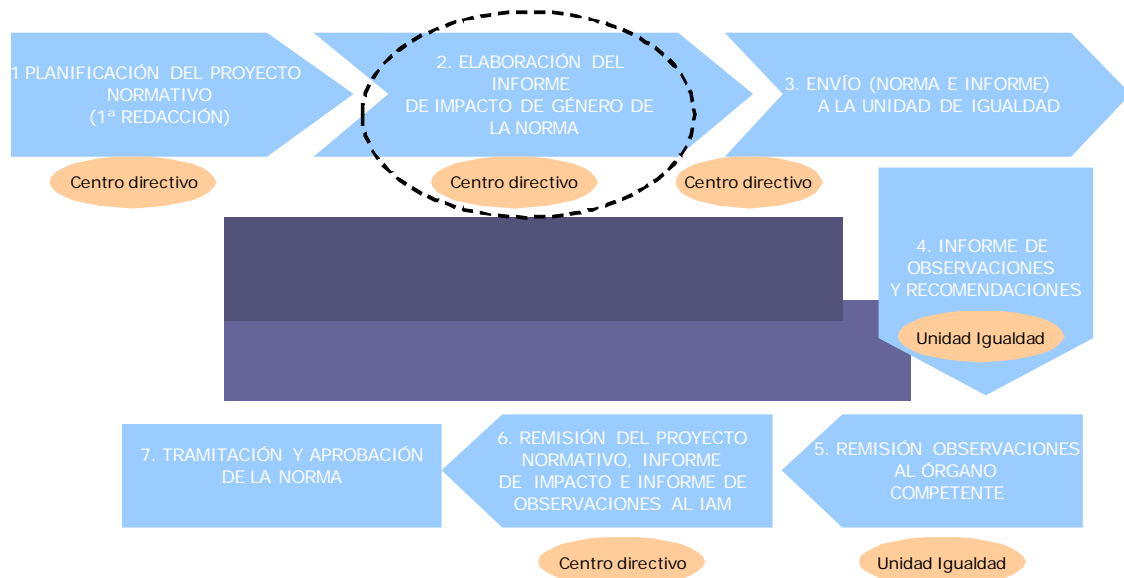 1 PLANIFICACIÓN DEL PROYECTO
NORMATIVO
(1ª REDACCIÓN)
Centro directivo
2. ELABORACIÓN DEL
INFORME
DE IMPACTO DE GÉNERO DE
LA NORMA
Centro directivo
3. ENVÍO (NORMA E INFORME)
A LA UNIDAD DE IGUALDAD
Centro directivo
4. INFORME DE
OBSERVACIONES
Y RECOMENDACIONES
Unidad Igualdad
5. REMISIÓN OBSERVACIONES
AL ÓRGANO
COMPETENTE
Unidad Igualdad
6. REMISIÓN DEL PROYECTO
NORMATIVO, INFORME
DE IMPACTO E INFORME DE
OBSERVACIONES AL IAM
Centro directivo
7. TRAMITACIÓN Y APROBACIÓN
DE LA NORMA